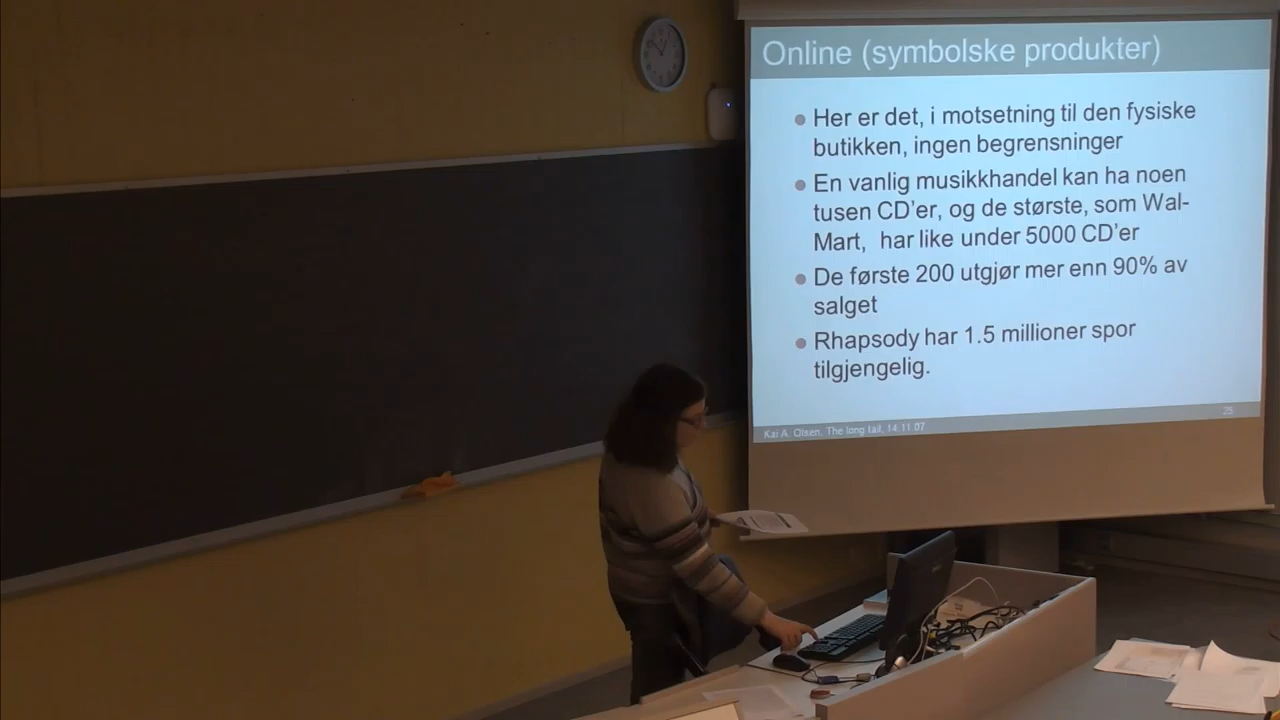 Online (symbolske produkter)
Her er det, i motsetning til den fysiske
butikken, ingen begrensninger
En vanlig musikkhandel kan ha noen
tusen CD'er, og de største, som Wal-
Mart, har like under 5000 CD'er
De første 200 utgjør mer enn 90% av
salget
Rhapsody har 1.5 millioner spor
tilgjengelig.
Kai A. Olsen, The long tail, 14.11.07
25